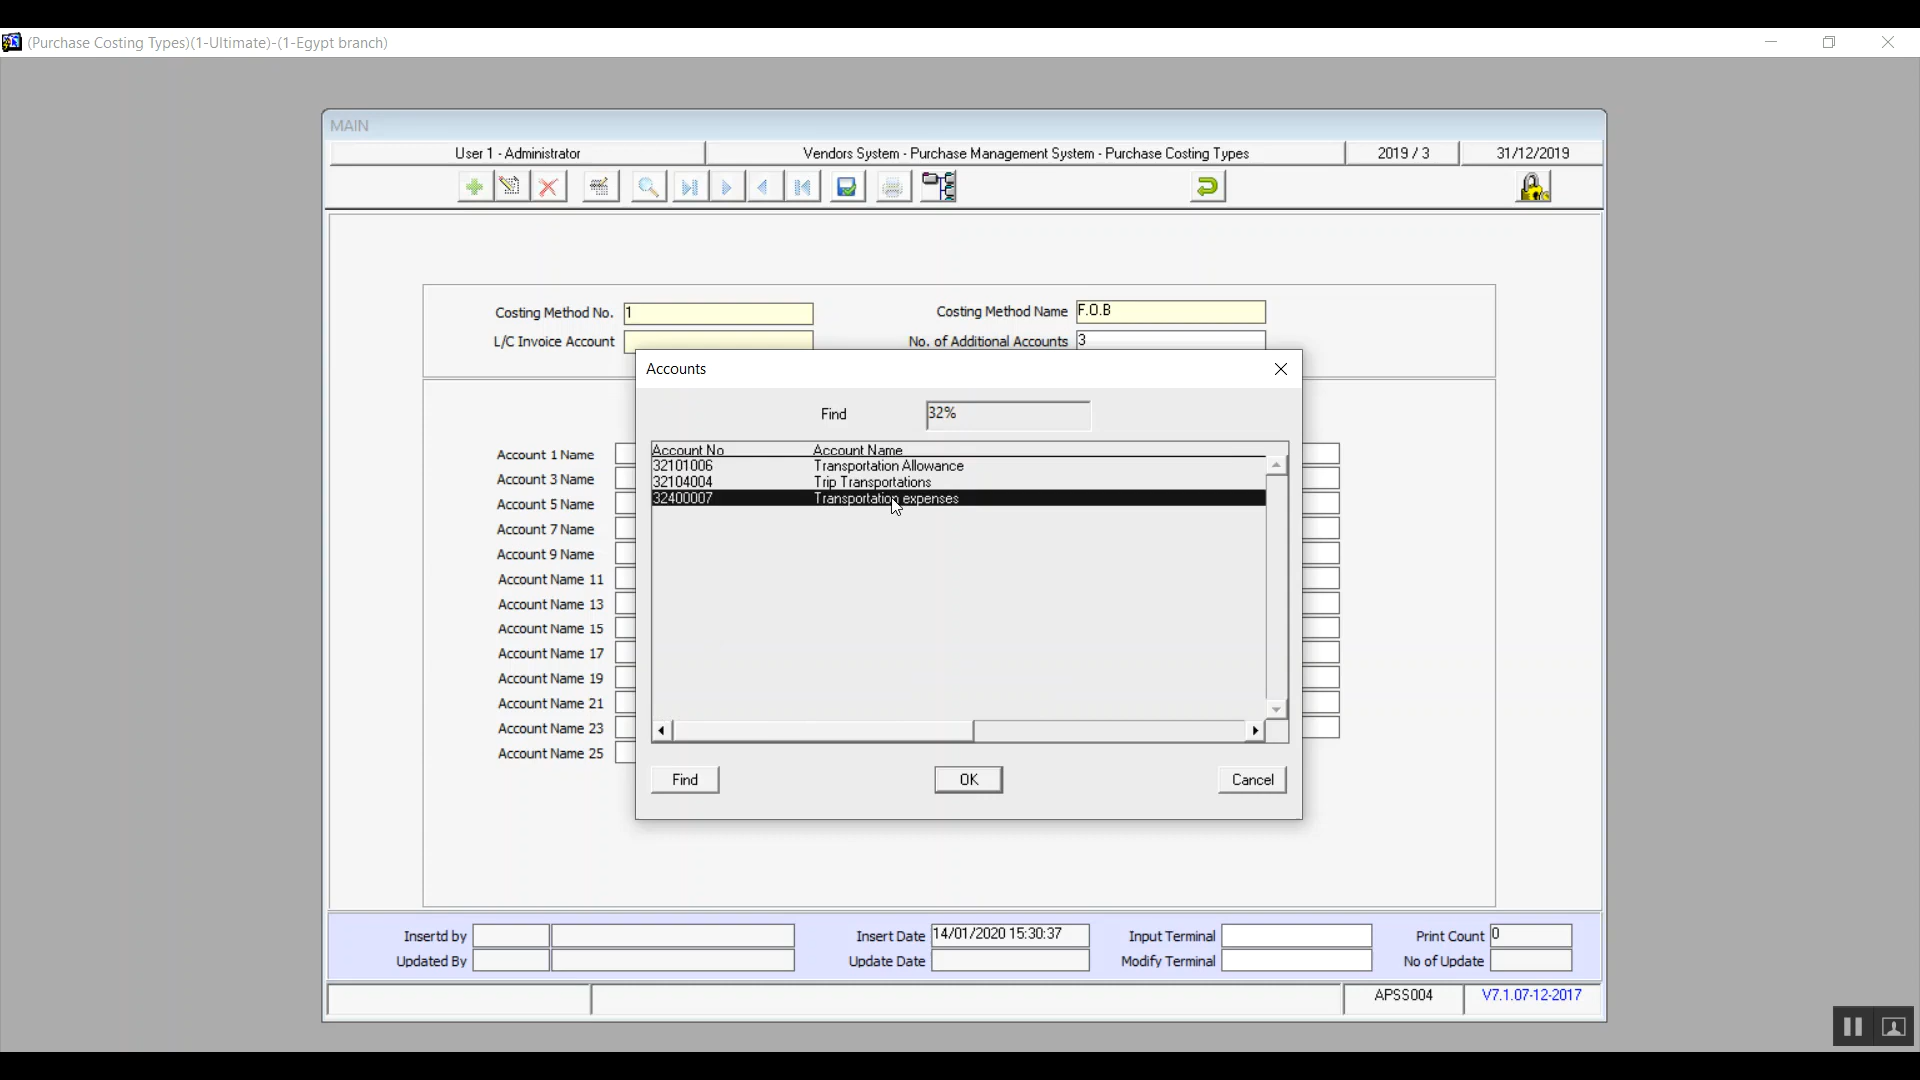 (Purchase Costing Types)(1-Ultimate)-(1-Egypt branch)
MAIN
User 1 - Administrator
Vendors System - Purchase Management System - Purchase Costing Types
2019 / 3
31/12/2019
Costing Method No. 1
Costing Method Name F.O.B
L/C Invoice Account
No. of Additional Accounts 3
Accounts
Find 32%
Account No Account Name
32101006 Transportation Allowance
32104004 Trip Transportations
32400007 Transportation expenses
Find OK Cancel
Account 1 Name
Account 3 Name
Account 5 Name
Account 7 Name
Account 9 Name
Account Name 11
Account Name 13
Account Name 15
Account Name 17
Account Name 19
Account Name 21
Account Name 23
Account Name 25
Insertd by
Insert Date 14/01/2020 15:30:37
Input Terminal
Print Count 0
Updated By
Update Date
Modify Terminal
No of Update
APSS004
V7.1.07-12-2017